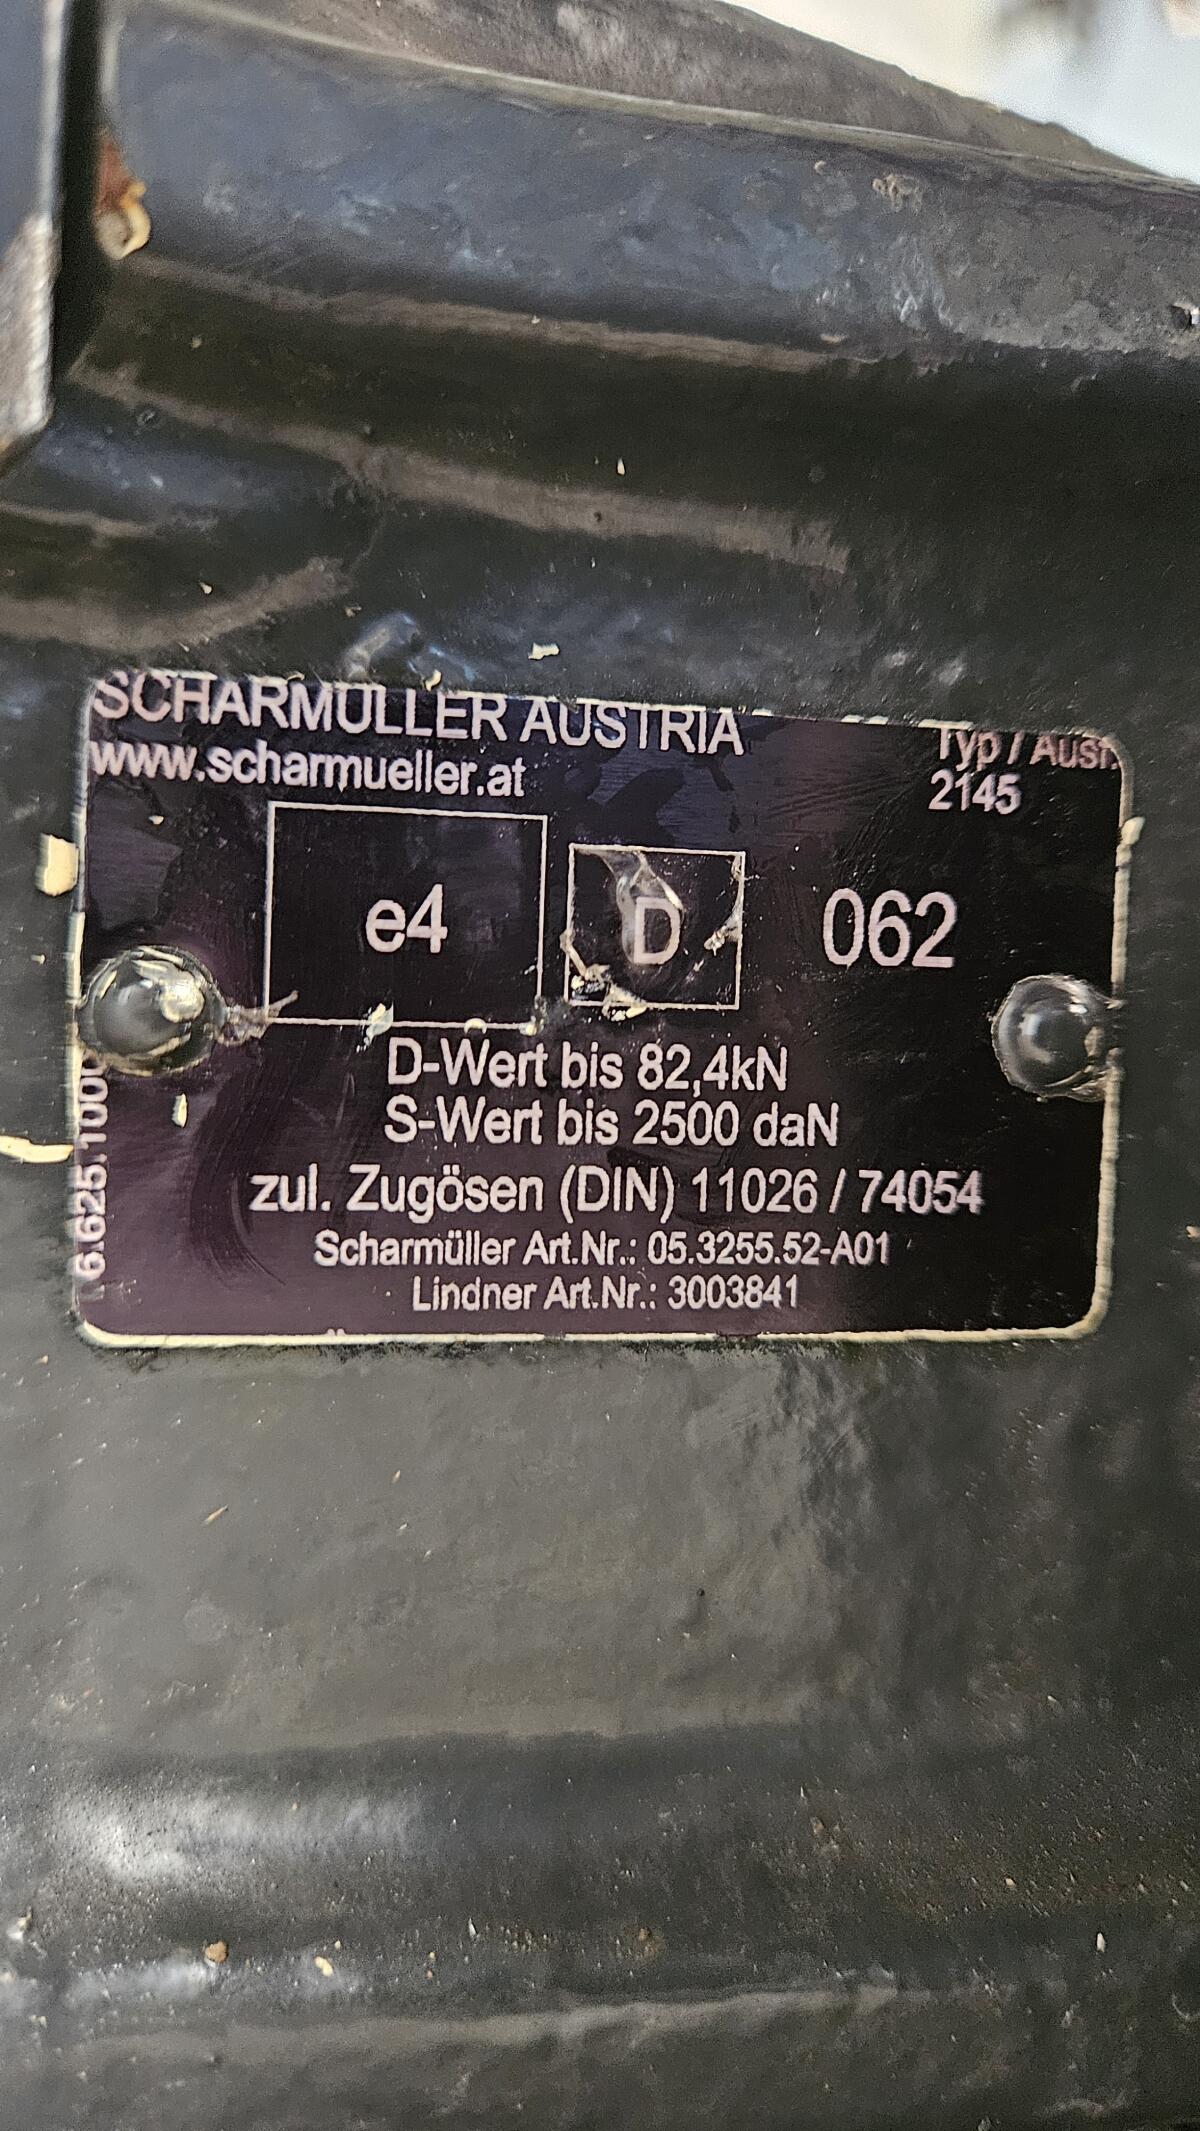 SCHARMÜLLER AUSTRIA
www.scharmueller.at
Typ / Ausf.
2145
e4
D
062
D-Wert bis 82,4kN
S-Wert bis 2500 daN
zul. Zugösen (DIN) 11026 / 74054
Scharmüller Art.Nr.: 05.3255.52-A01
Lindner Art.Nr.: 3003841